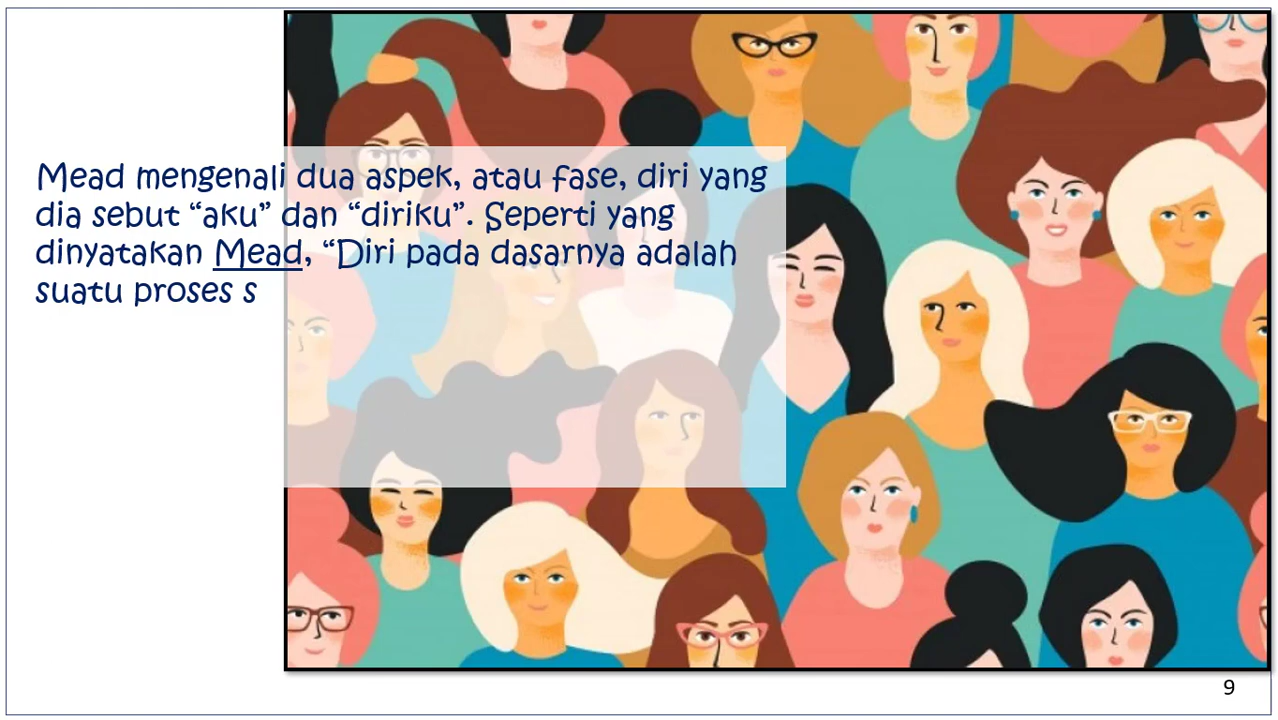 Mead mengenali dua aspek, atau fase, diri yang
dia sebut “aku” dan “diriku”. Seperti yang
dinyatakan Mead, “Diri pada dasarnya adalah
suatu proses s
9